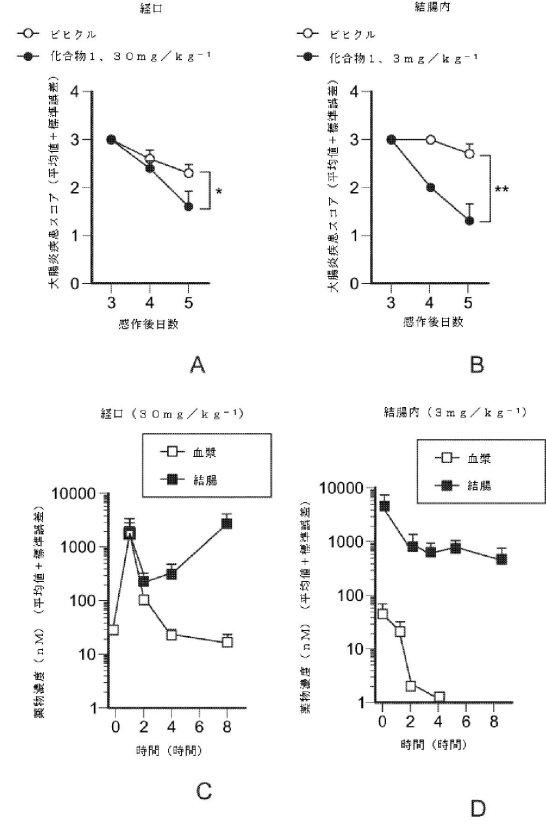 経口
ビヒクル
化合物1、30mg/kg⁻¹
大腸炎疾患スコア(平均値+標準誤差)
4
3
2
1
0
*
3 4 5
感作後日数
A
結腸内
ビヒクル
化合物1、3mg/kg⁻¹
大腸炎疾患スコア(平均値+標準誤差)
4
3
2
1
0
**
3 4 5
感作後日数
B
経口(30mg/kg⁻¹)
血漿
結腸
薬物濃度(nM)(平均値+標準誤差)
10000
1000
100
10
1
0 2 4 6 8
時間(時間)
C
結腸内(3mg/kg⁻¹)
血漿
結腸
薬物濃度(nM)(平均値+標準誤差)
10000
1000
100
10
1
0 2 4 6 8
時間(時間)
D